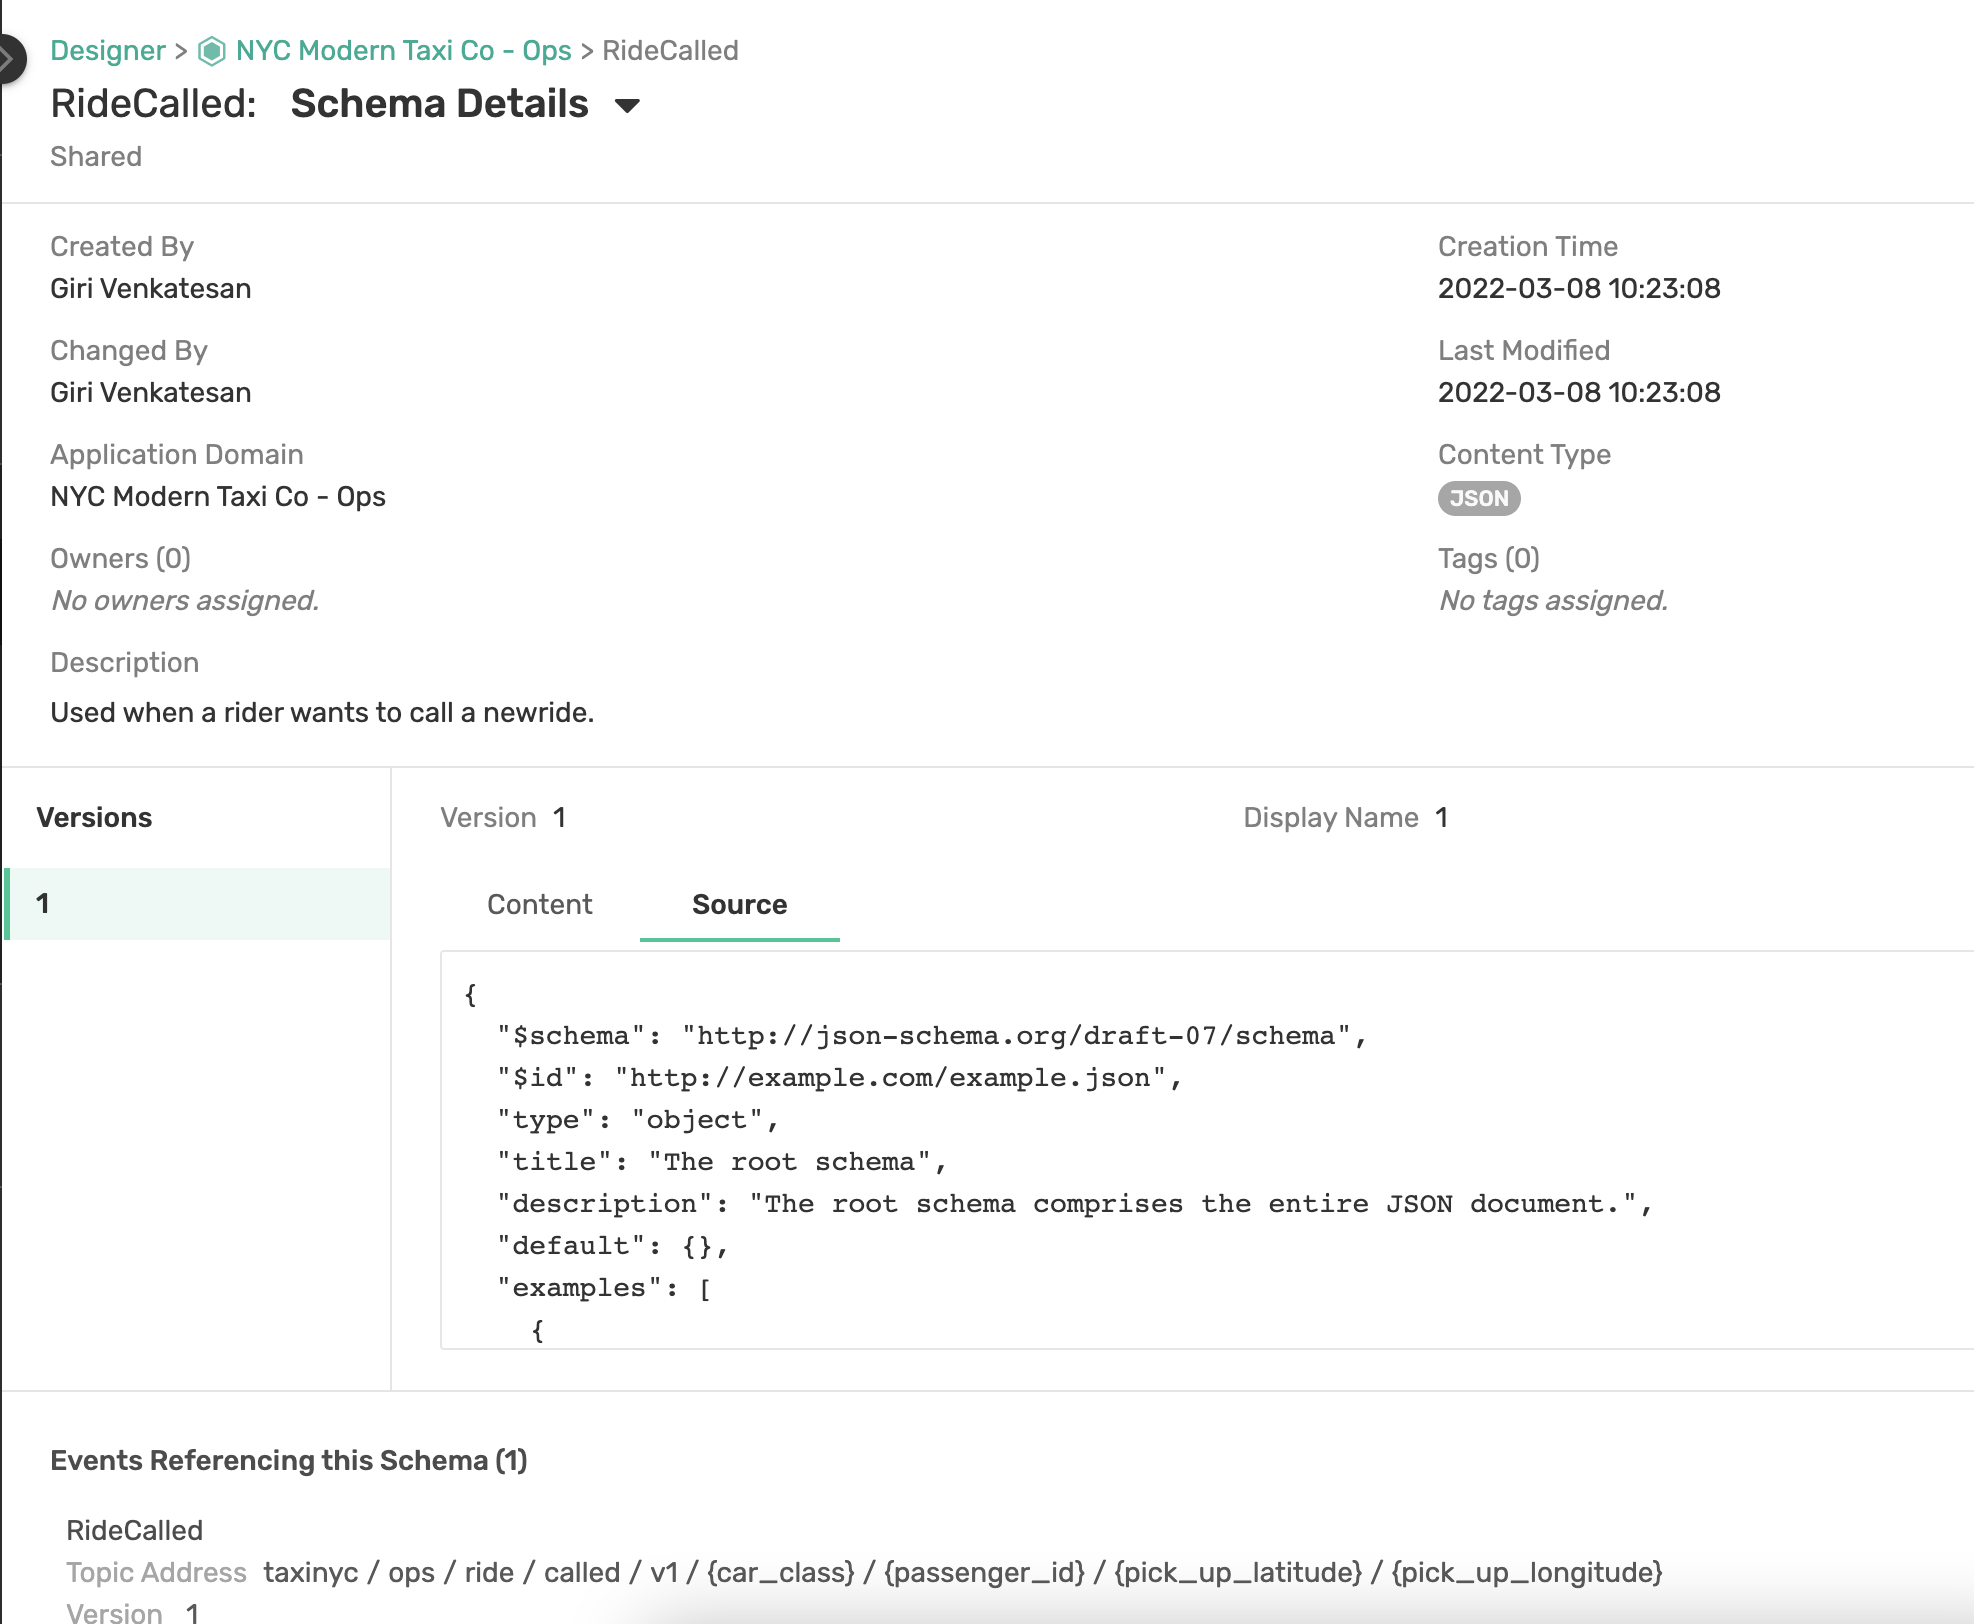 Designer > NYC Modern Taxi Co - Ops > RideCalled
RideCalled: Schema Details
Shared
Created By
Giri Venkatesan
Creation Time
2022-03-08 10:23:08
Changed By
Giri Venkatesan
Last Modified
2022-03-08 10:23:08
Application Domain
NYC Modern Taxi Co - Ops
Content Type
JSON
Owners (0)
No owners assigned.
Tags (0)
No tags assigned.
Description
Used when a rider wants to call a newride.
Versions
1
Version 1
Display Name 1
Content Source
{
"$schema": "http://json-schema.org/draft-07/schema",
"$id": "http://example.com/example.json",
"type": "object",
"title": "The root schema",
"description": "The root schema comprises the entire JSON document.",
"default": {},
"examples": [
{
Events Referencing this Schema (1)
RideCalled
Topic Address taxinyc / ops / ride / called / v1 / {car_class} / {passenger_id} / {pick_up_latitude} / {pick_up_longitude}
Version 1